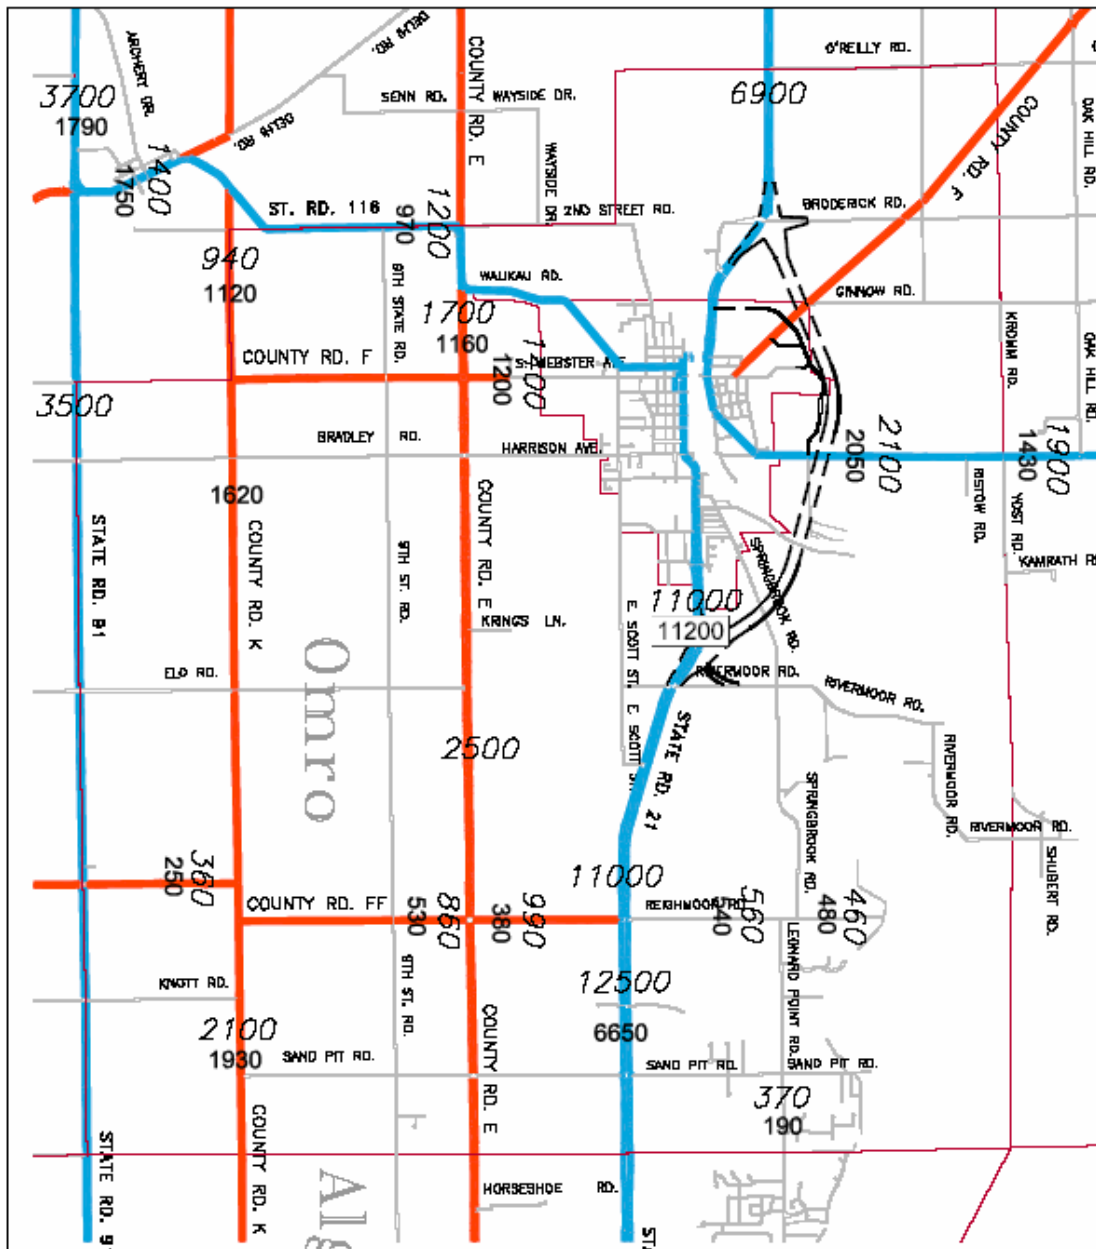 ARCHERY DR.
DELHI RD.
COUNTY RD. E
O'REILLY RD.
3700
1790
SENN RD.
WAYSIDE DR.
6900
COUNTY RD. F
OAK HILL RD.
DELHI RD.
WAYSIDE DR.
1400
1750
ST. RD. 116
970
1200
2ND STREET RD.
BRODERICK RD.
940
1120
9TH STATE RD.
WAUKAU RD.
GINNOW RD.
1700
1160
KROMM RD.
OAK HILL RD.
COUNTY RD. F
1200
1400
S. WEBSTER AVE.
3500
BRADLEY RD.
HARRISON AVE.
2050
2100
1430
1900
1620
RISTOW RD.
YOST RD.
STATE RD. 91
COUNTY RD. K
9TH ST. RD.
COUNTY RD. E
SPRINGBROOK RD.
KAMRATH R
11000
11200
KRINGS LN.
E. SCOTT ST.
Omro
ELO RD.
RIVERMOOR RD.
RIVERMOOR RD.
E. SCOTT ST.
STATE RD. 21
2500
RIVERMOOR RD.
SPRINGBROOK RD.
RIVERMOOR RD.
SHUBERT RD.
250
360
COUNTY RD. FF
530
860
380
990
11000
REIGHMOOR RD.
540
560
480
460
KNOTT RD.
9TH ST. RD.
12500
6650
LEONARD POINT RD.
2100
1930
SAND PIT RD.
COUNTY RD. E
SAND PIT RD.
SAND PIT RD.
370
190
STATE RD. 9
COUNTY RD. K
Alg
HORSESHOE RD.
STA